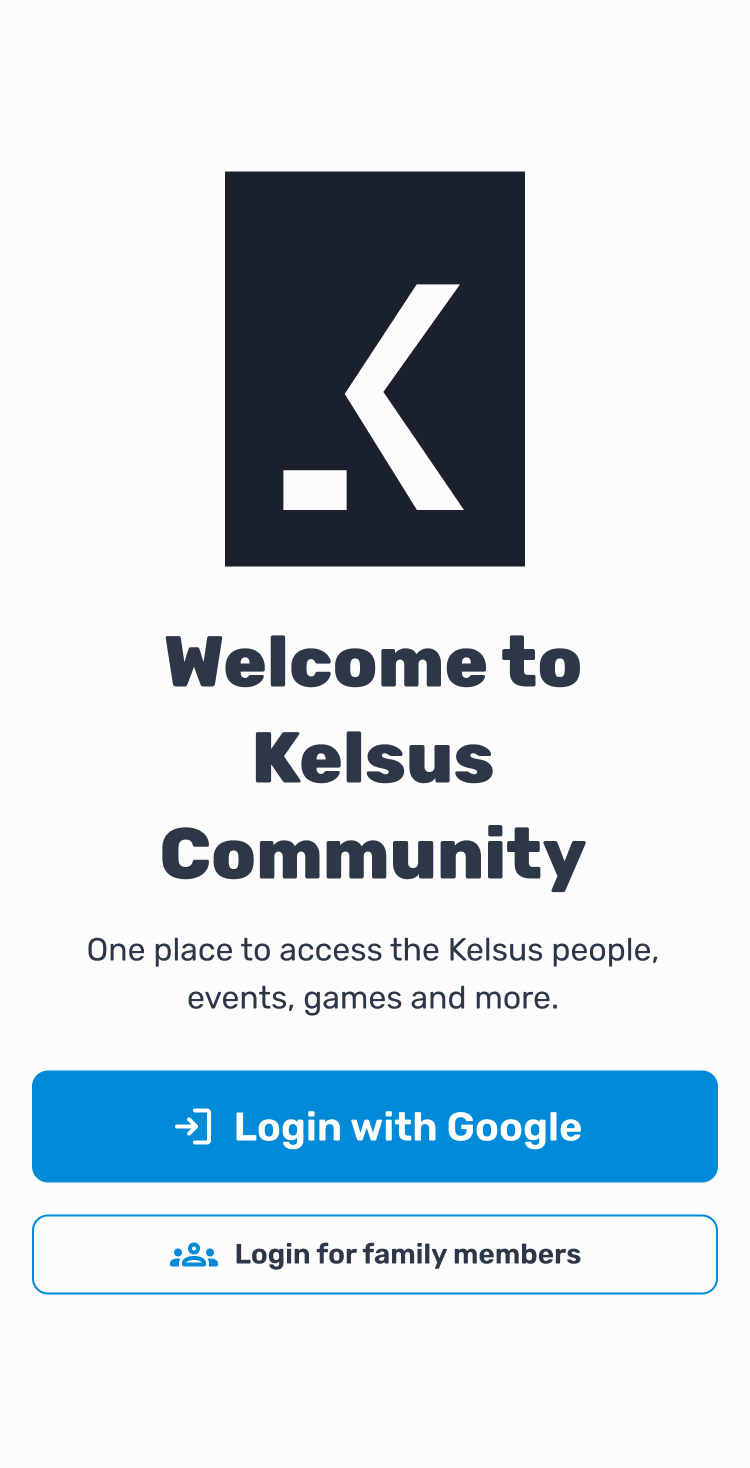 Welcome to
Kelsus
Community
One place to access the Kelsus people,
events, games and more.
Login with Google
Login for family members